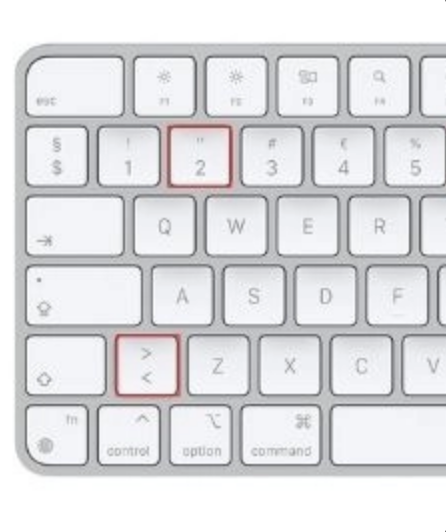 esc F1 F2 F3 F4
§ ! " # € %
$ 1 2 3 4 5
Q W E R
A S D F
>
< Z X C V
fn ^ ⌥ ⌘
control option command